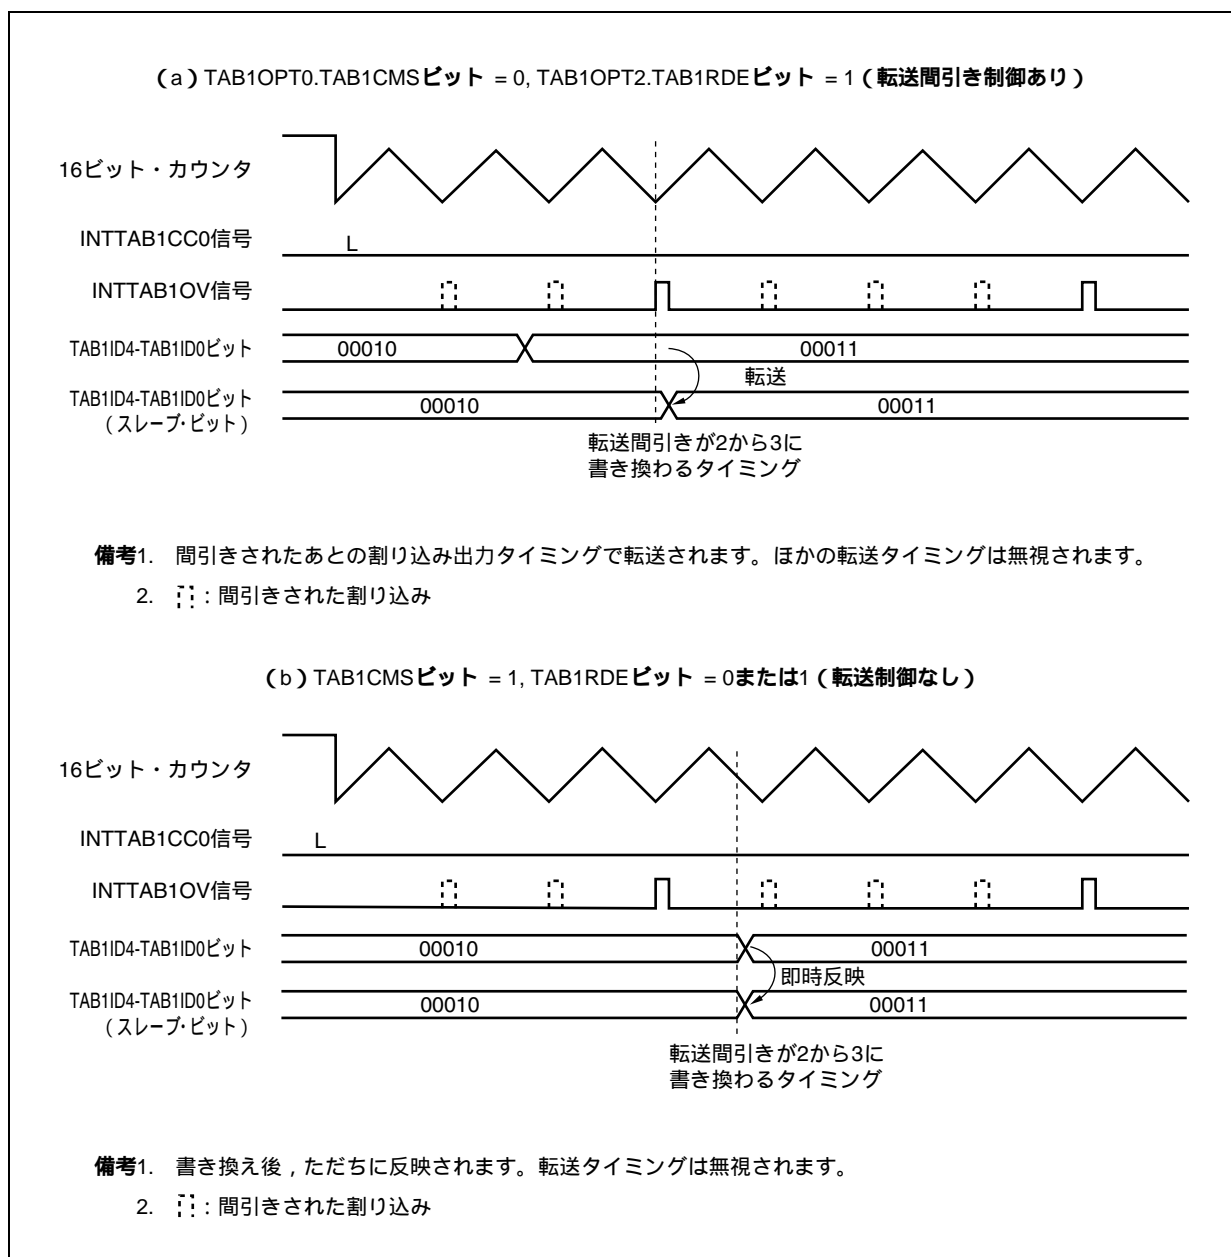 (a) TAB1OPT0.TAB1CMSビット = 0, TAB1OPT2.TAB1RDEビット = 1(転送間引き制御あり)
16ビット・カウンタ
INTTAB1CC0信号
L
INTTAB1OV信号
TAB1ID4-TAB1ID0ビット
00010
00011
転送
TAB1ID4-TAB1ID0ビット
(スレーブ・ビット)
00010
00011
転送間引きが2から3に
書き換わるタイミング
備考1. 間引きされたあとの割り込み出力タイミングで転送されます。ほかの転送タイミングは無視されます。
2. :間引きされた割り込み
(b) TAB1CMSビット = 1, TAB1RDEビット = 0または1(転送制御なし)
16ビット・カウンタ
INTTAB1CC0信号
L
INTTAB1OV信号
TAB1ID4-TAB1ID0ビット
00010
00011
即時反映
TAB1ID4-TAB1ID0ビット
(スレーブ・ビット)
00010
00011
転送間引きが2から3に
書き換わるタイミング
備考1. 書き換え後,ただちに反映されます。転送タイミングは無視されます。
2. :間引きされた割り込み